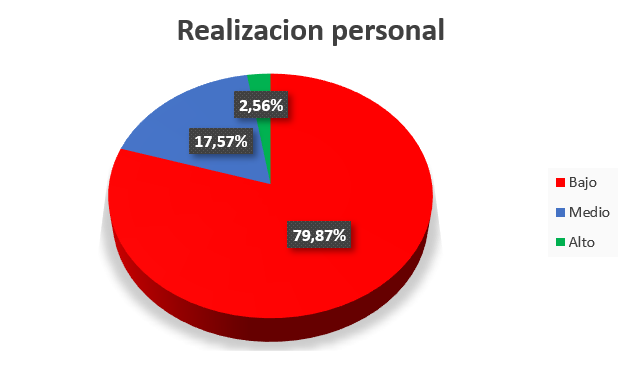 Realizacion personal
2,56%
17,57%
79,87%
Bajo
Medio
Alto